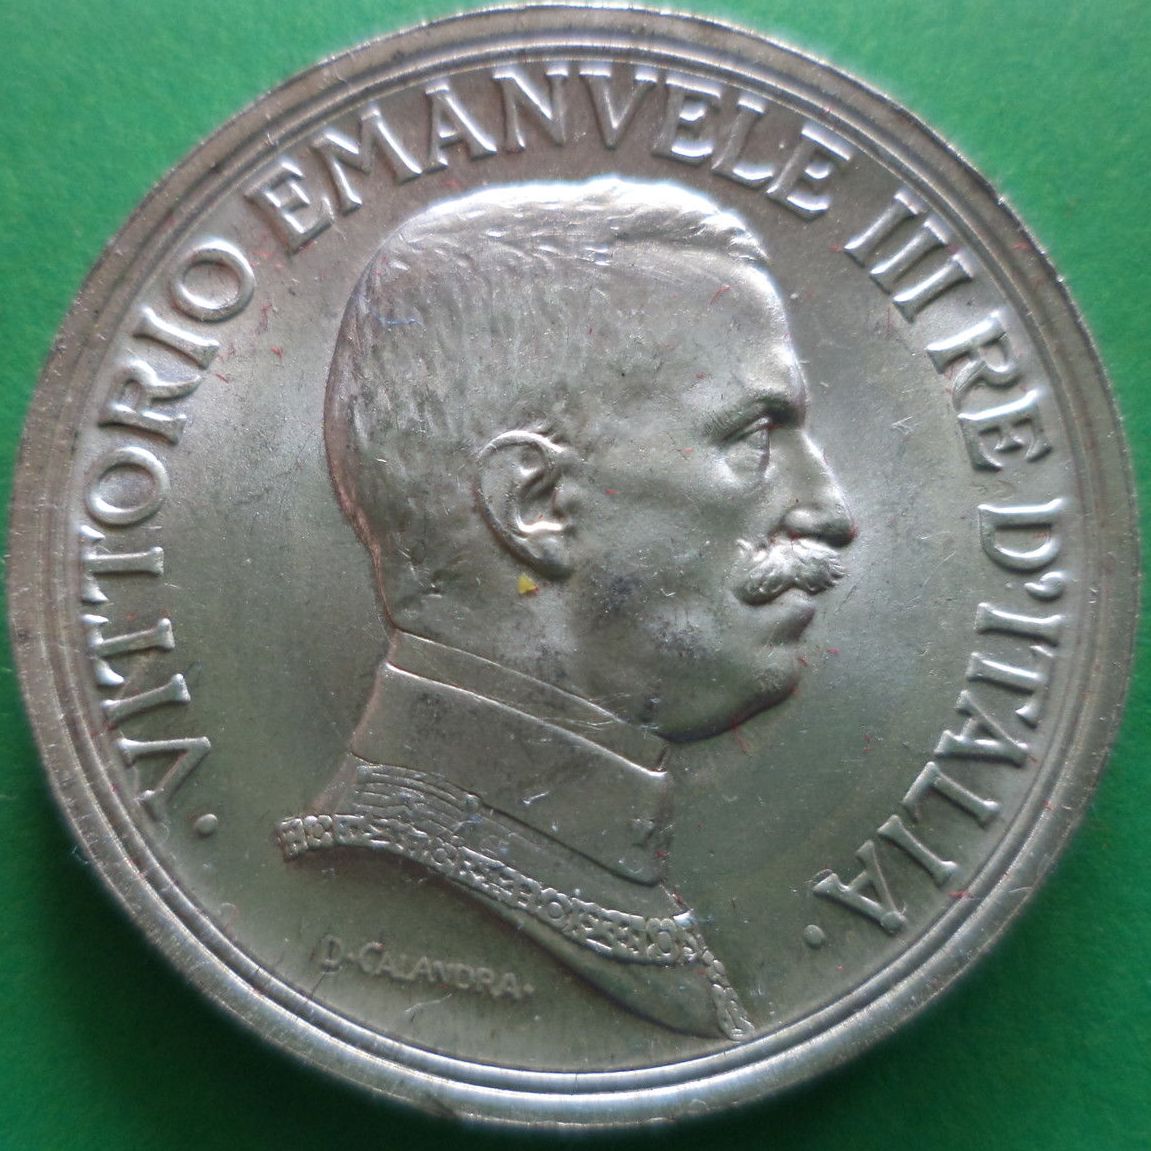 · VITTORIO EMANVELE III RE D'ITALIA ·
D·CALANDRA·